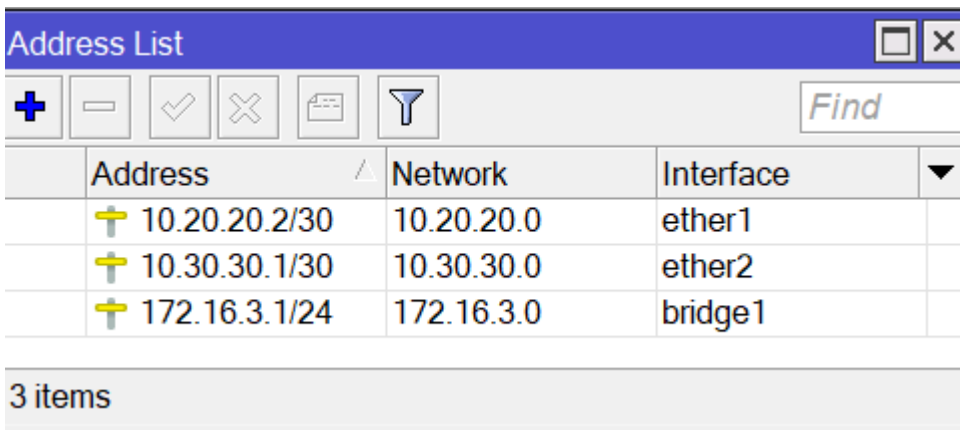 Address List
Find
Address Network Interface
10.20.20.2/30 10.20.20.0 ether1
10.30.30.1/30 10.30.30.0 ether2
172.16.3.1/24 172.16.3.0 bridge1
3 items